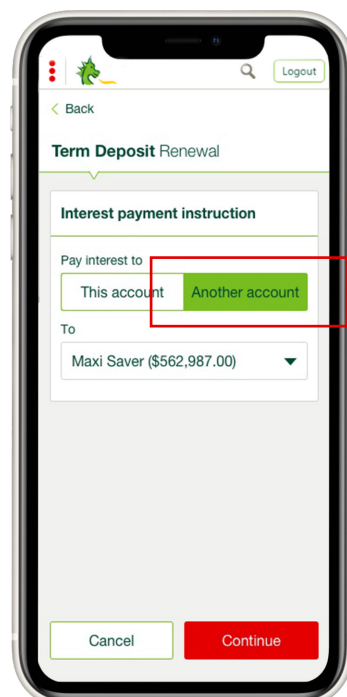 Logout
Back
Term Deposit Renewal
Interest payment instruction
Pay interest to
This account Another account
To
Maxi Saver ($562,987.00)
Cancel Continue